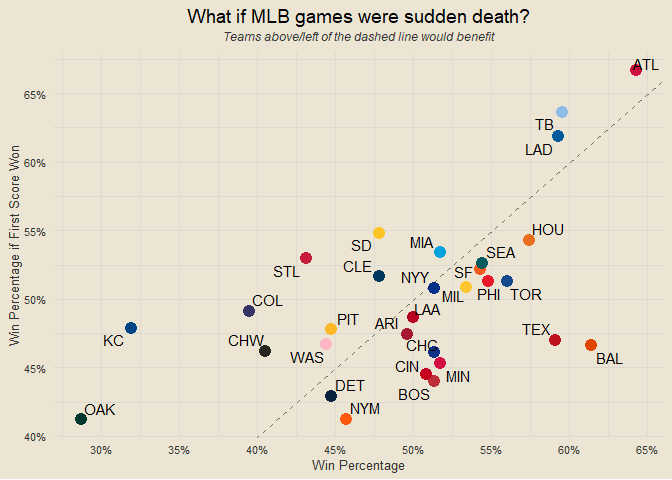 What if MLB games were sudden death?
Teams above/left of the dashed line would benefit
Win Percentage if First Score Won
65%
60%
55%
50%
45%
40%
ATL
TB
LAD
HOU
SD
MIA
SEA
STL
CLE
SF
NYY
MIL
PHI
TOR
COL
LAA
PIT
ARI
KC
CHW
WAS
CHC
TEX
BAL
CIN
MIN
DET
BOS
OAK
NYM
30%
35%
40%
45%
50%
55%
60%
65%
Win Percentage